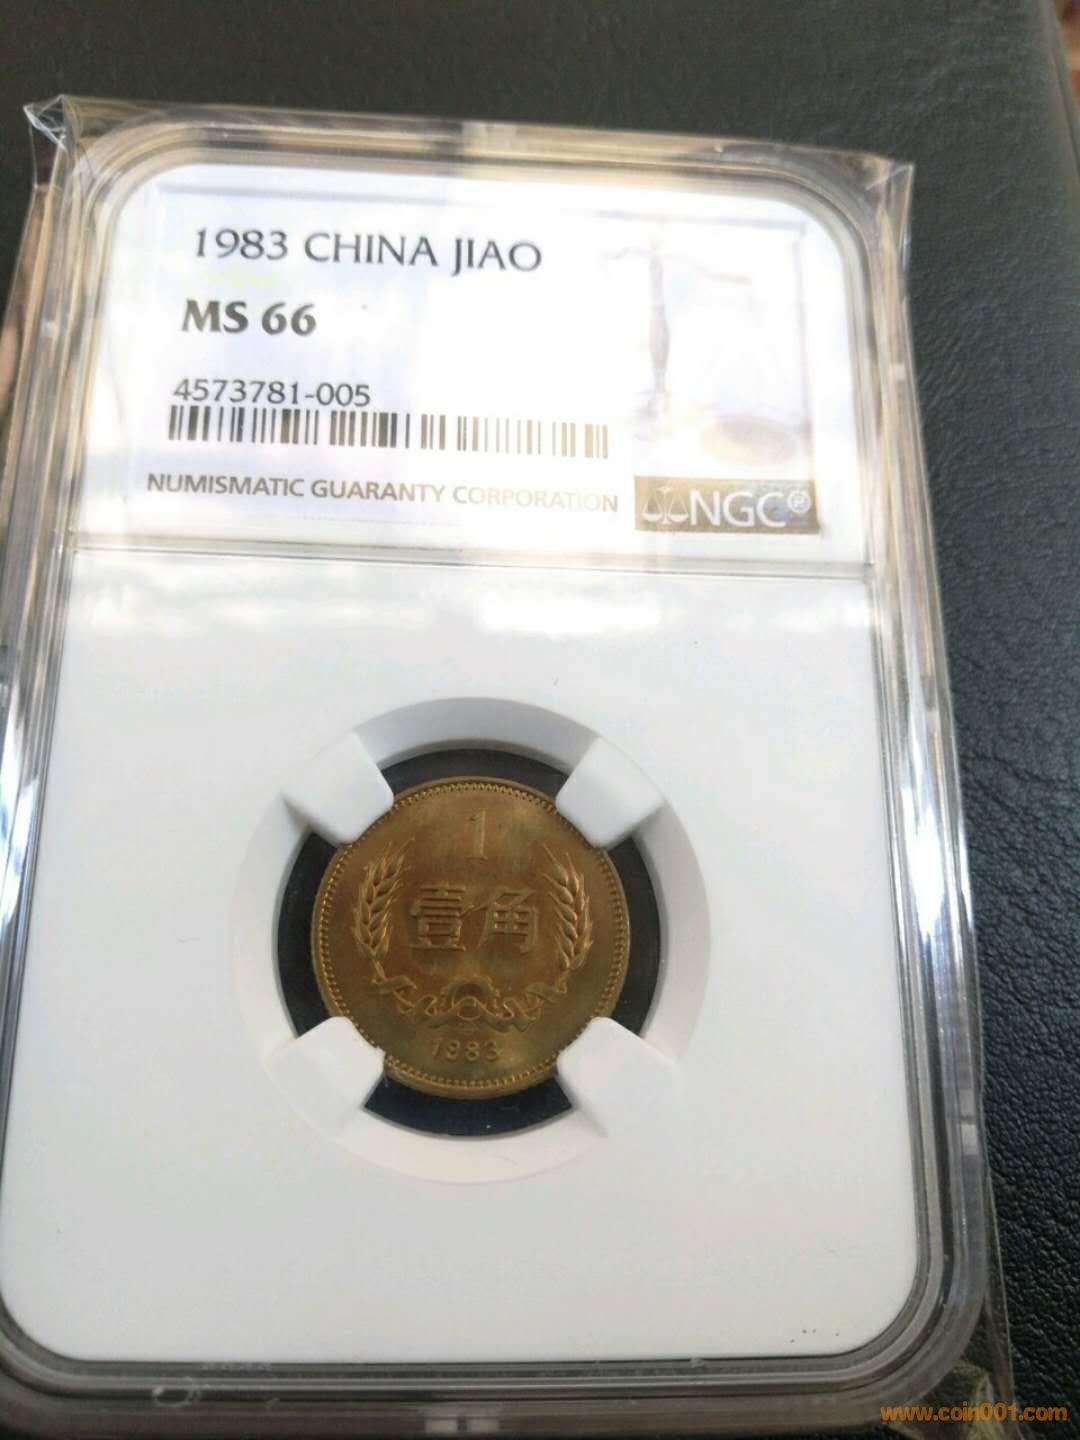 1983 CHINA JIAO
MS 66
4573781-005
NUMISMATIC GUARANTY CORPORATION
NGC®
1
壹角
1983
www.coin001.com